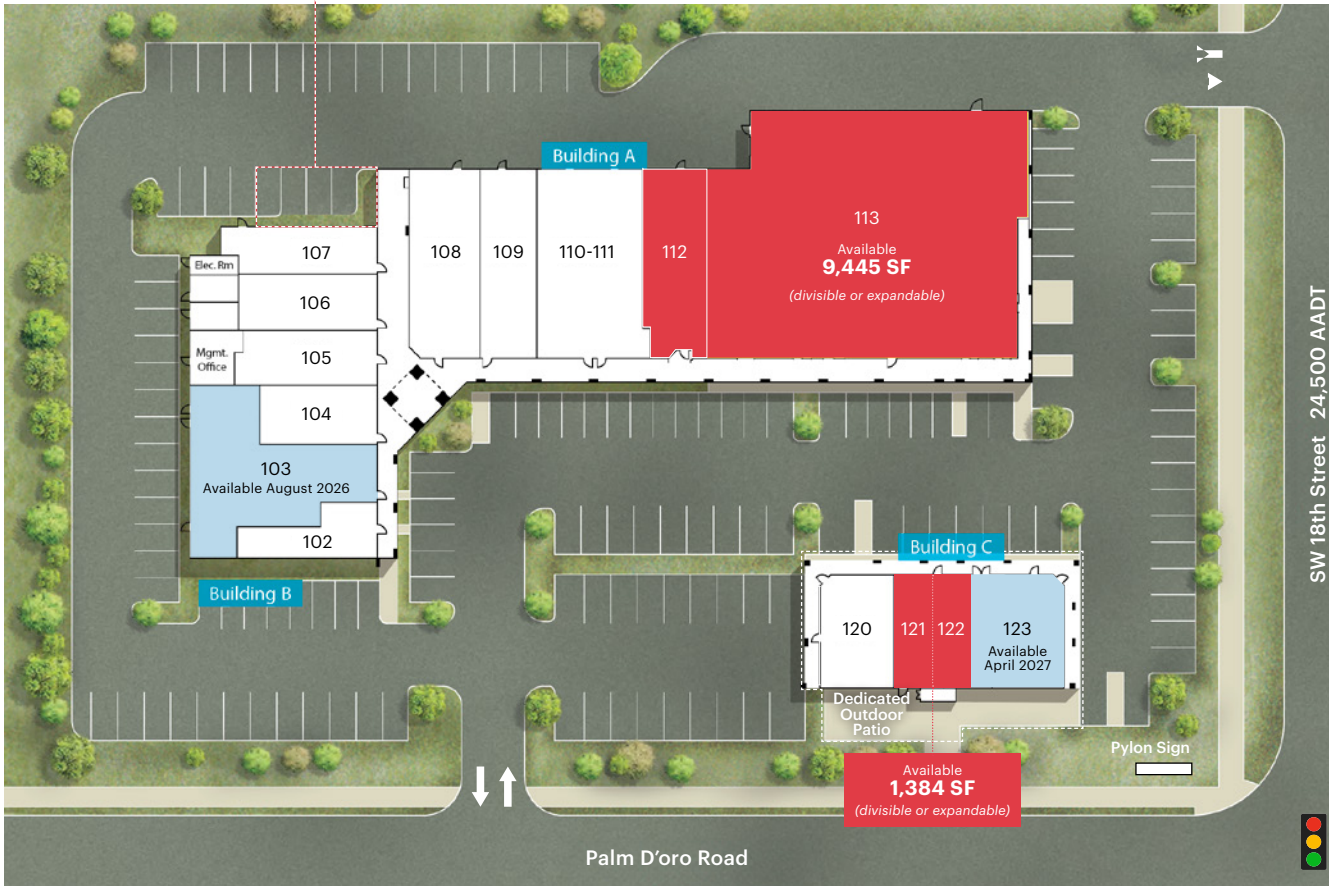 Building A
113
Available
9,445 SF
(divisible or expandable)
108
109
110-111
112
107
Elec. Rm
106
105
Mgmt.
Office
104
103
Available August 2026
102
Building B
Building C
120
121
122
123
Available
April 2027
Dedicated
Outdoor
Patio
Pylon Sign
Available
1,384 SF
(divisible or expandable)
Palm D’oro Road
SW 18th Street 24,500 AADT